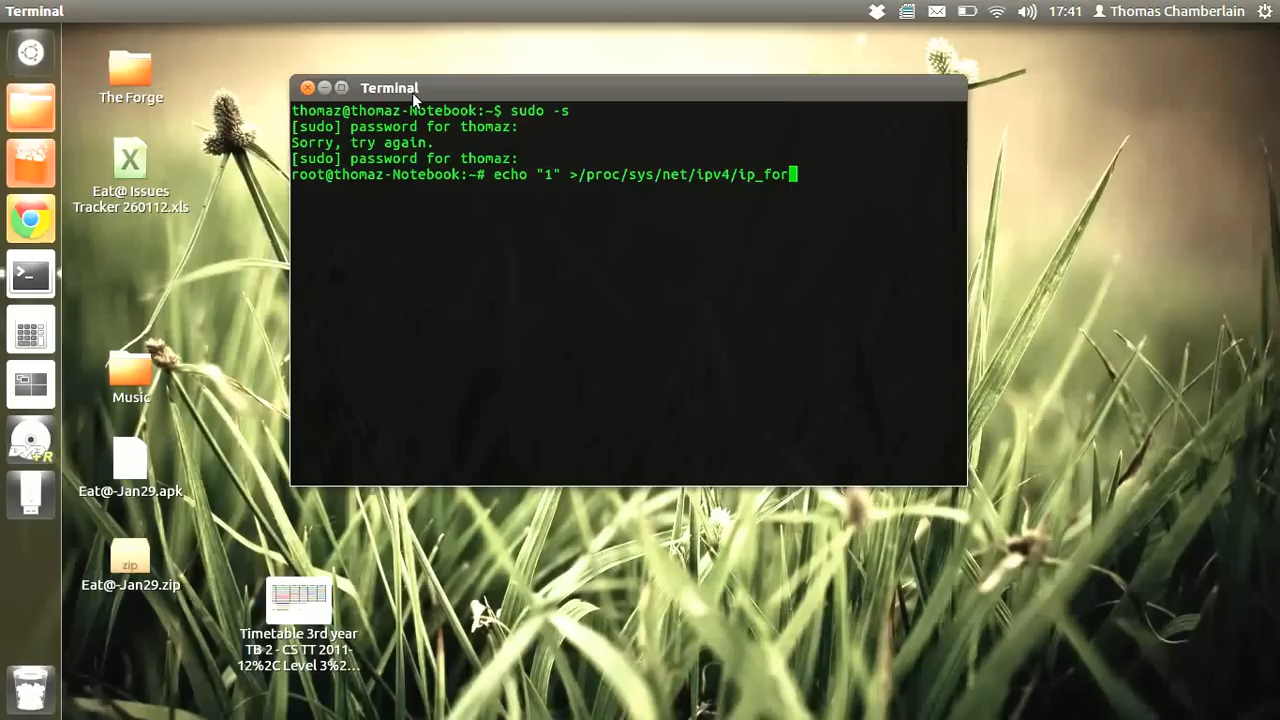 Terminal
17:41
Thomas Chamberlain
The Forge
Eat@ Issues
Tracker 260112.xls
Music
Eat@-Jan29.apk
zip
Eat@-Jan29.zip
Timetable 3rd year
TB 2 - CS TT 2011-
12%2C Level 3%2...
Terminal
thomaz@thomaz-Notebook:~$ sudo -s
[sudo] password for thomaz:
Sorry, try again.
[sudo] password for thomaz:
root@thomaz-Notebook:~# echo "1" >/proc/sys/net/ipv4/ip_for